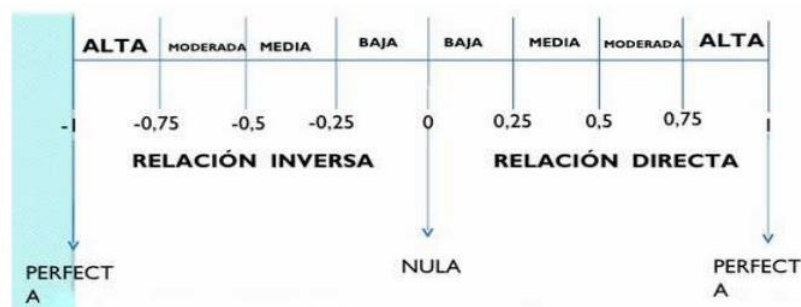 ALTA MODERADA MEDIA BAJA BAJA MEDIA MODERADA ALTA
-1 -0,75 -0,5 -0,25 0 0,25 0,5 0,75 1
RELACIÓN INVERSA RELACIÓN DIRECTA
PERFECT
A
NULA
PERFECT
A